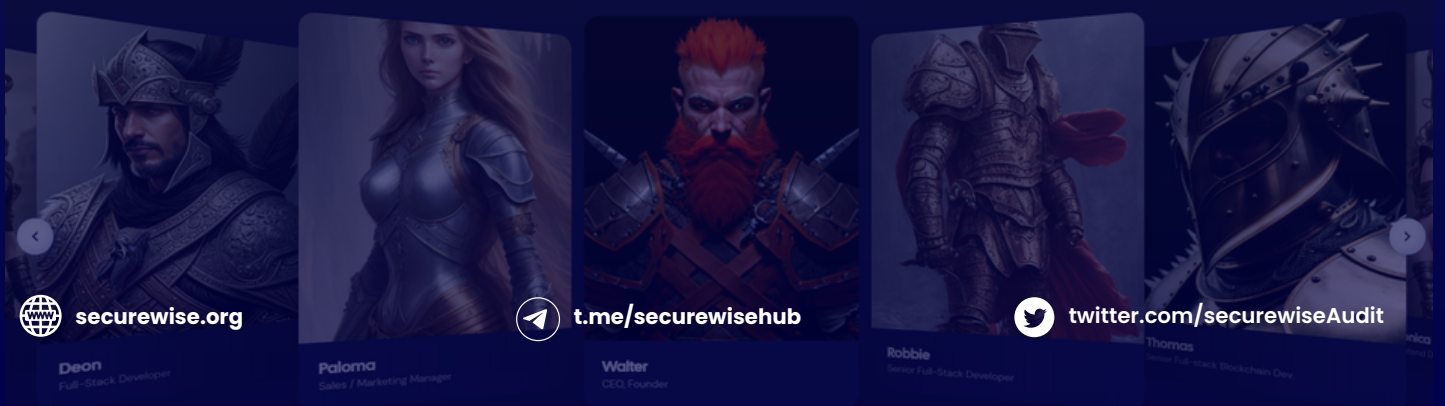 www
securewise.org
t.me/securewisehub
twitter.com/securewiseAudit
Deon
Full-Stack Developer
Paloma
Sales / Marketing Manager
Walter
CEO, Founder
Robbie
Senior Full-Stack Developer
Thomas
Senior Full-stack Blockchain Dev.